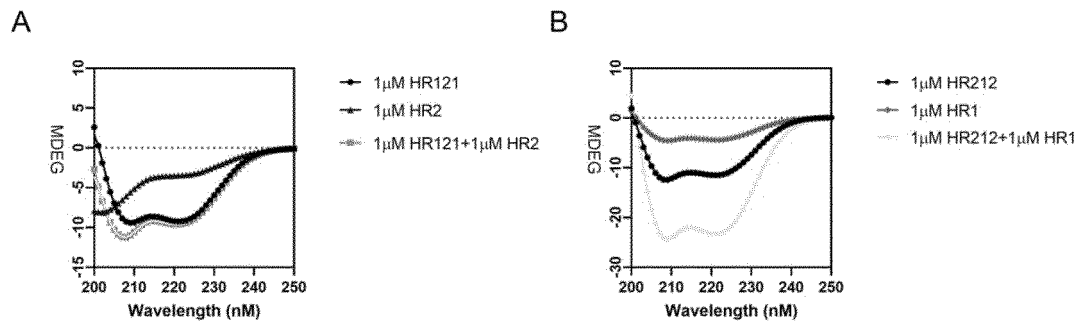 A
B
10
5
0
-5
-10
-15
MDEG
200 210 220 230 240 250
Wavelength (nM)
1μM HR121
1μM HR2
1μM HR121+1μM HR2
10
0
-10
-20
-30
MDEG
200 210 220 230 240 250
Wavelength (nM)
1μM HR212
1μM HR1
1μM HR212+1μM HR1